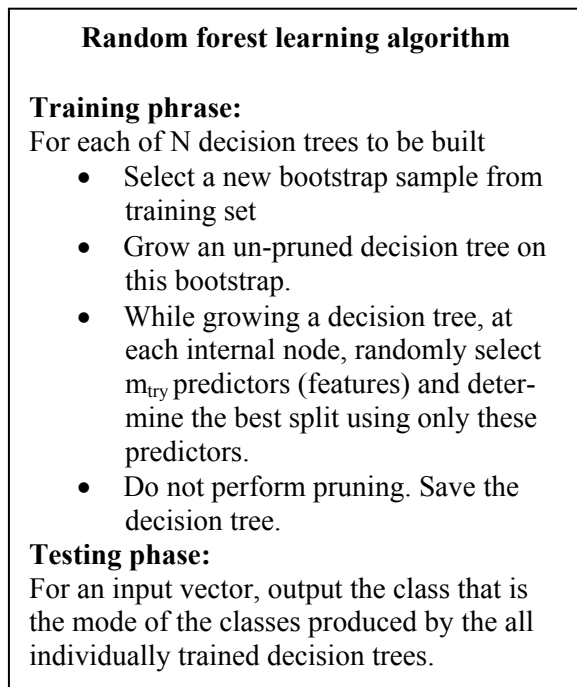 Random forest learning algorithm
Training phrase:
For each of N decision trees to be built
• Select a new bootstrap sample from
training set
• Grow an un-pruned decision tree on
this bootstrap.
• While growing a decision tree, at
each internal node, randomly select
mtry predictors (features) and deter-
mine the best split using only these
predictors.
• Do not perform pruning. Save the
decision tree.
Testing phase:
For an input vector, output the class that is
the mode of the classes produced by the all
individually trained decision trees.